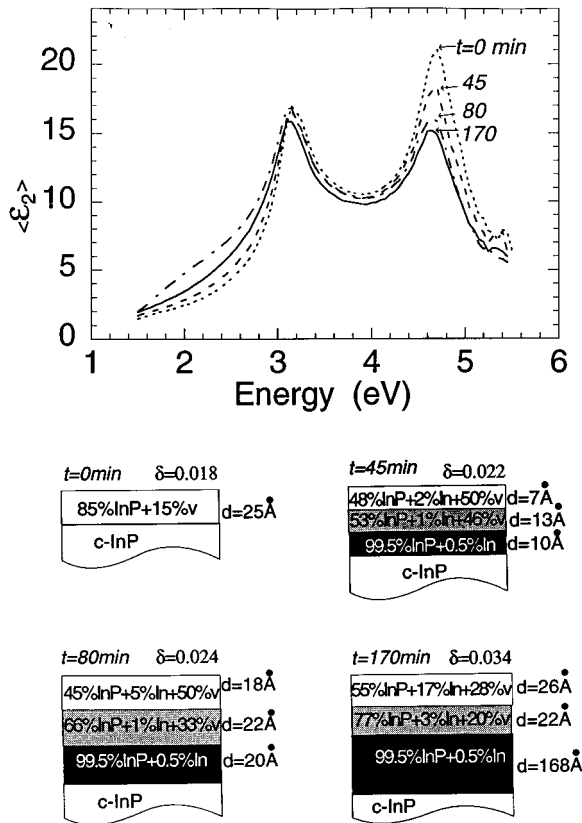 20
15
10
5
0
<ε₂>
t=0 min
45
80
170
1 2 3 4 5 6
Energy (eV)
t=0min δ=0.018
85%InP+15%v
d=25Å
c-InP
t=45min δ=0.022
48%InP+2%In+50%v d=7Å
53%InP+1%In+46%v d=13Å
99.5%InP+0.5%In d=10Å
c-InP
t=80min δ=0.024
45%InP+5%In+50%v d=18Å
66%InP+1%In+33%v d=22Å
99.5%InP+0.5%In d=20Å
c-InP
t=170min δ=0.034
55%InP+17%In+28%v d=26Å
77%InP+3%In+20%v d=22Å
99.5%InP+0.5%In d=168Å
c-InP